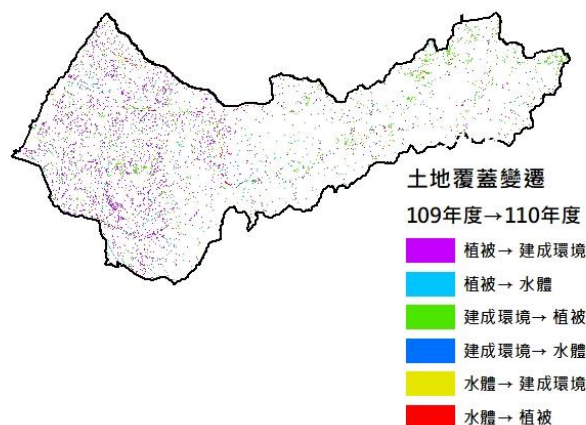 土地覆蓋變遷
109年度→110年度
植被→ 建成環境
植被→ 水體
建成環境→ 植被
建成環境→ 水體
水體→ 建成環境
水體→ 植被